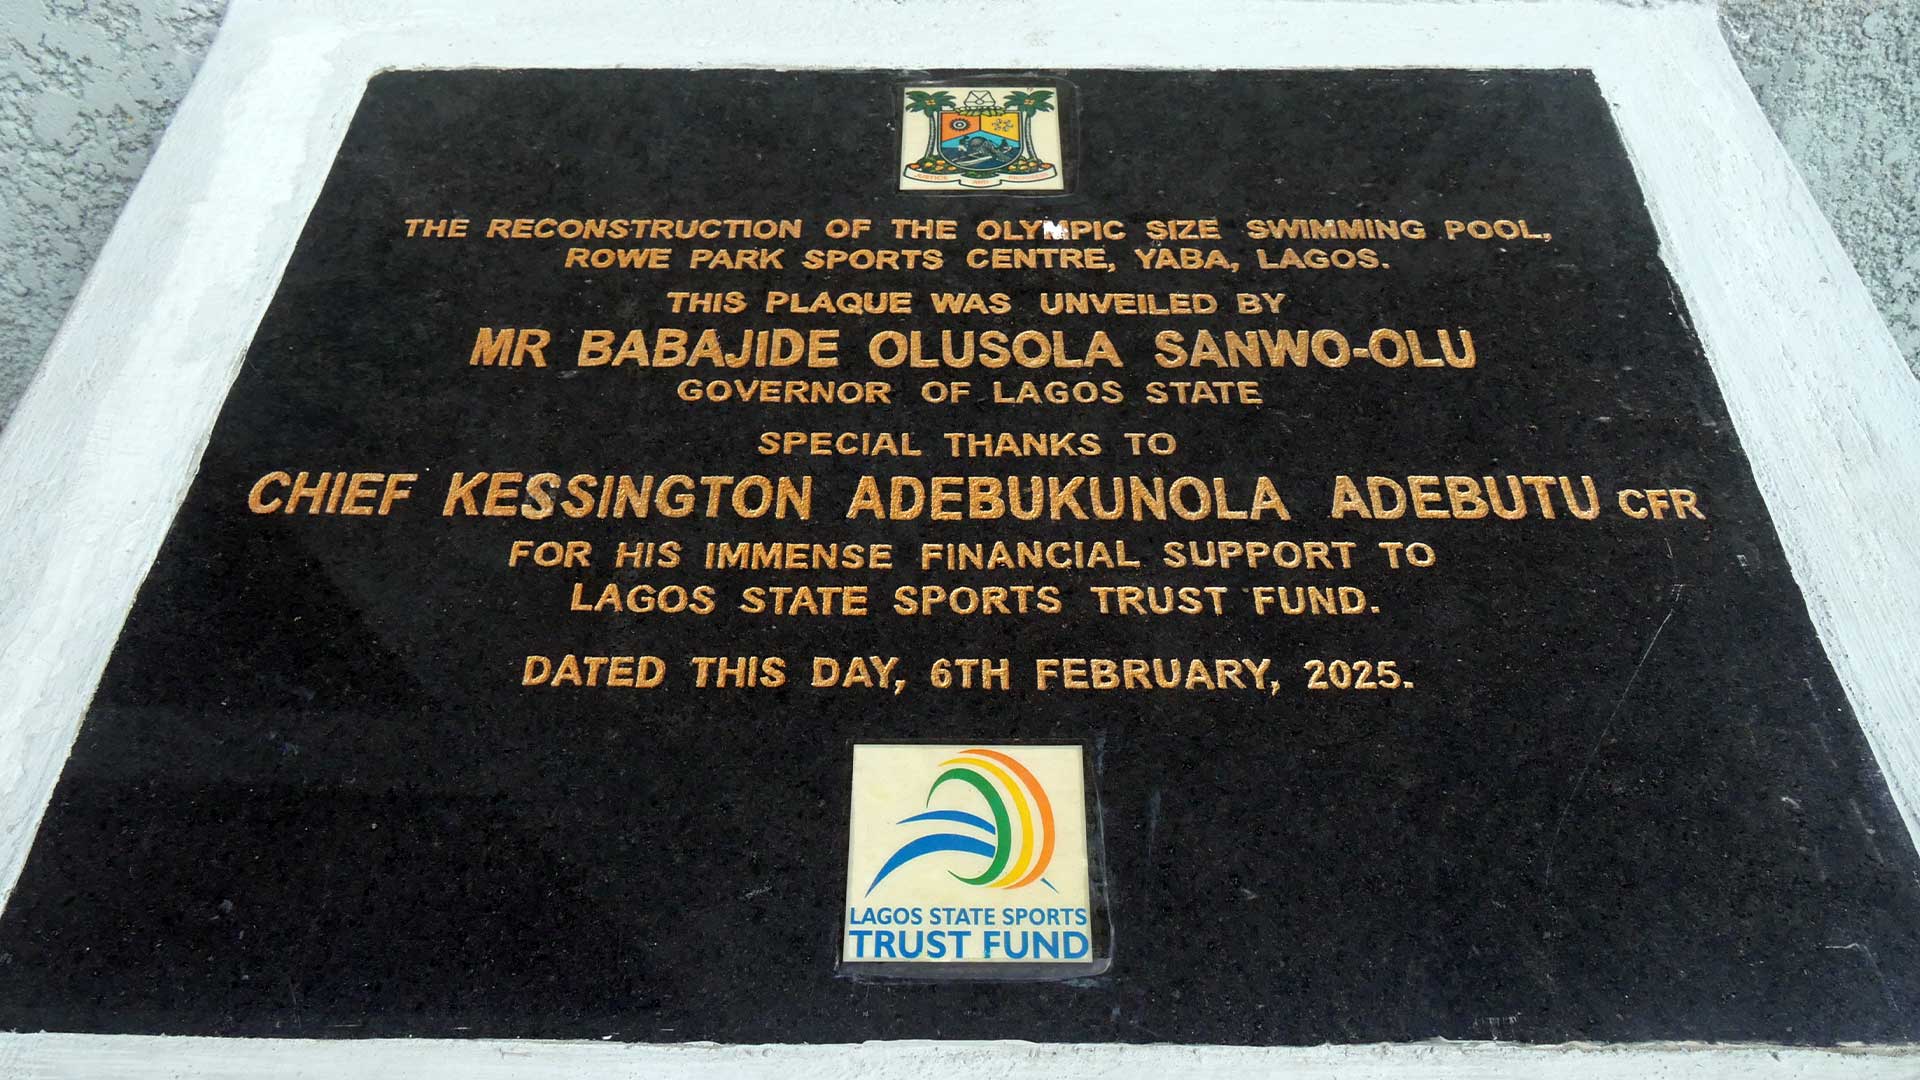 JUSTICE AND PROGRESS
THE RECONSTRUCTION OF THE OLYMPIC SIZE SWIMMING POOL,
ROWE PARK SPORTS CENTRE, YABA, LAGOS.
THIS PLAQUE WAS UNVEILED BY
MR BABAJIDE OLUSOLA SANWO-OLU
GOVERNOR OF LAGOS STATE
SPECIAL THANKS TO
CHIEF KESSINGTON ADEBUKUNOLA ADEBUTU CFR
FOR HIS IMMENSE FINANCIAL SUPPORT TO
LAGOS STATE SPORTS TRUST FUND.
DATED THIS DAY, 6TH FEBRUARY, 2025.
LAGOS STATE SPORTS
TRUST FUND